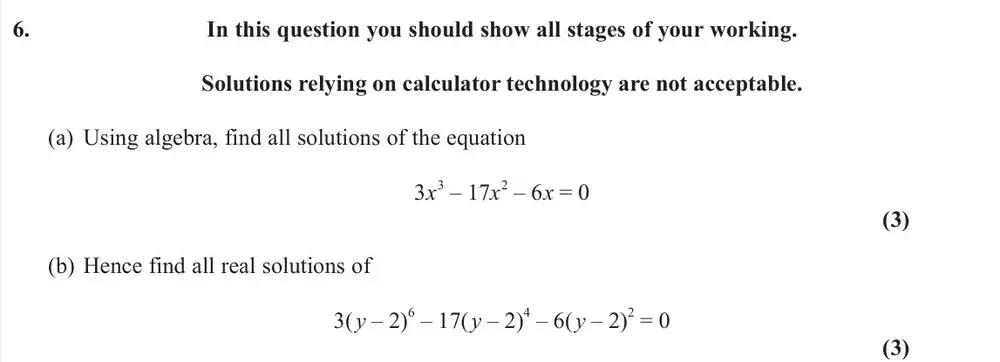 6. In this question you should show all stages of your working.
Solutions relying on calculator technology are not acceptable.
(a) Using algebra, find all solutions of the equation
3x³ – 17x² – 6x = 0
(3)
(b) Hence find all real solutions of
3(y – 2)⁶ – 17(y – 2)⁴ – 6(y – 2)² = 0
(3)